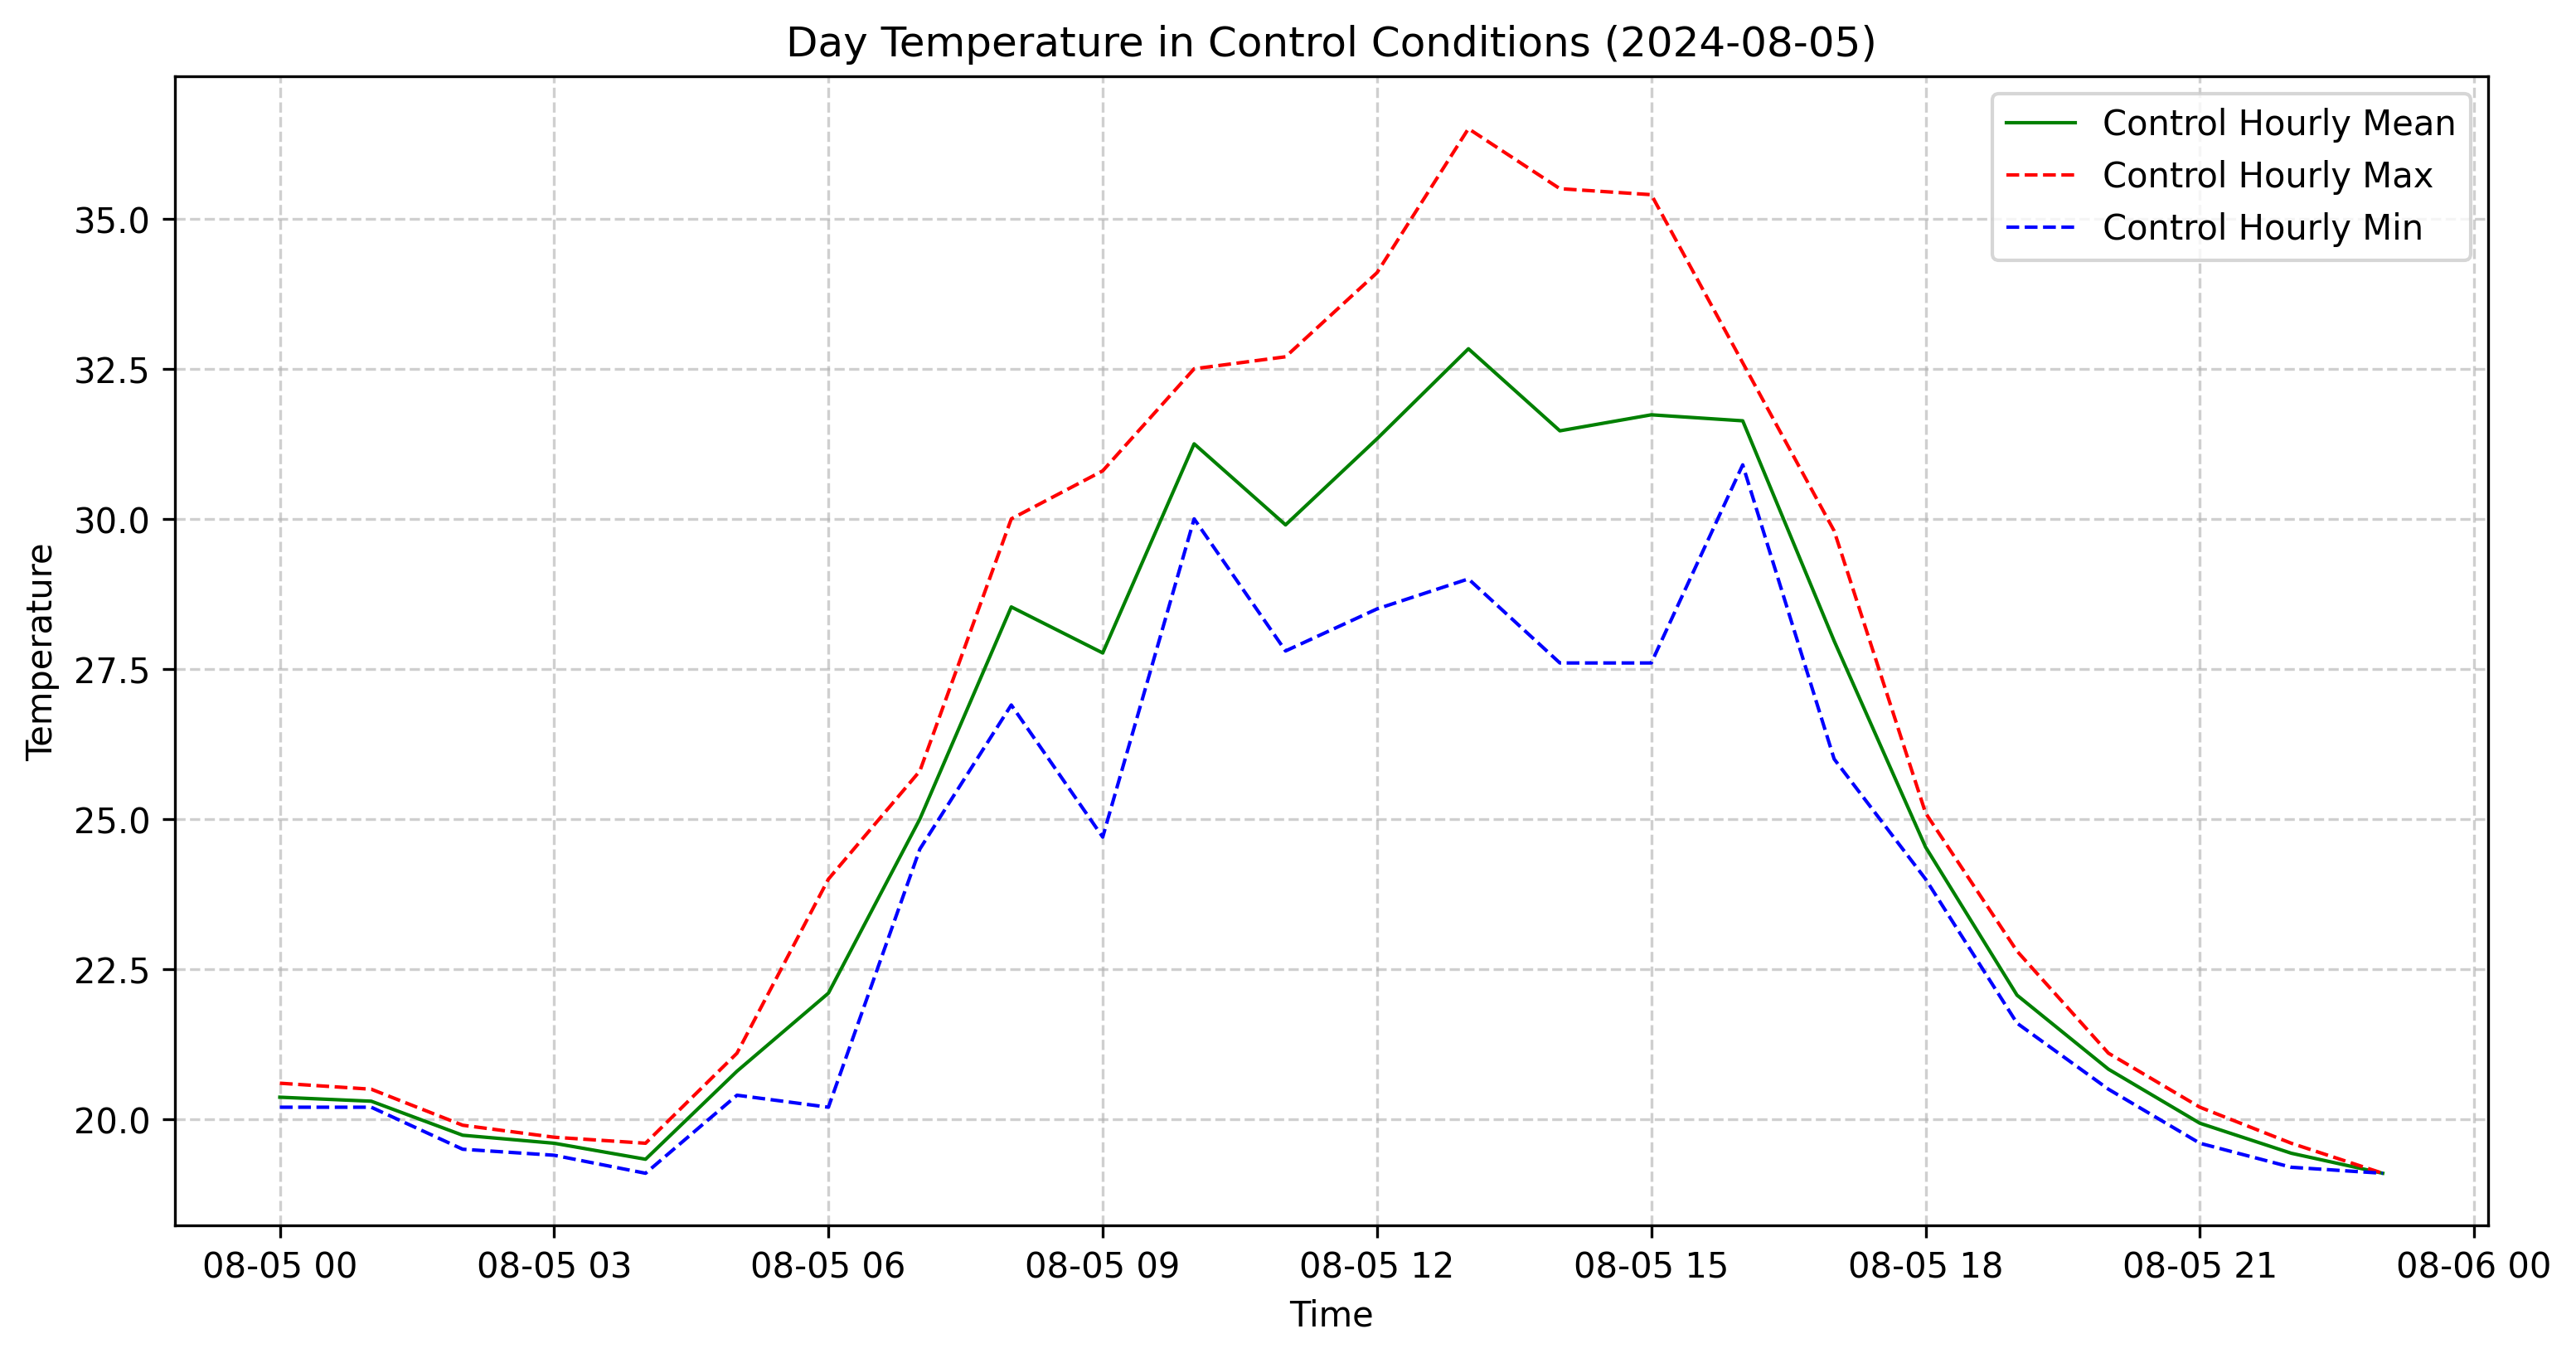 Day Temperature in Control Conditions (2024-08-05)
Control Hourly Mean
Control Hourly Max
Control Hourly Min
35.0
32.5
30.0
27.5
25.0
22.5
20.0
Temperature
08-05 00 08-05 03 08-05 06 08-05 09 08-05 12 08-05 15 08-05 18 08-05 21 08-06 00
Time